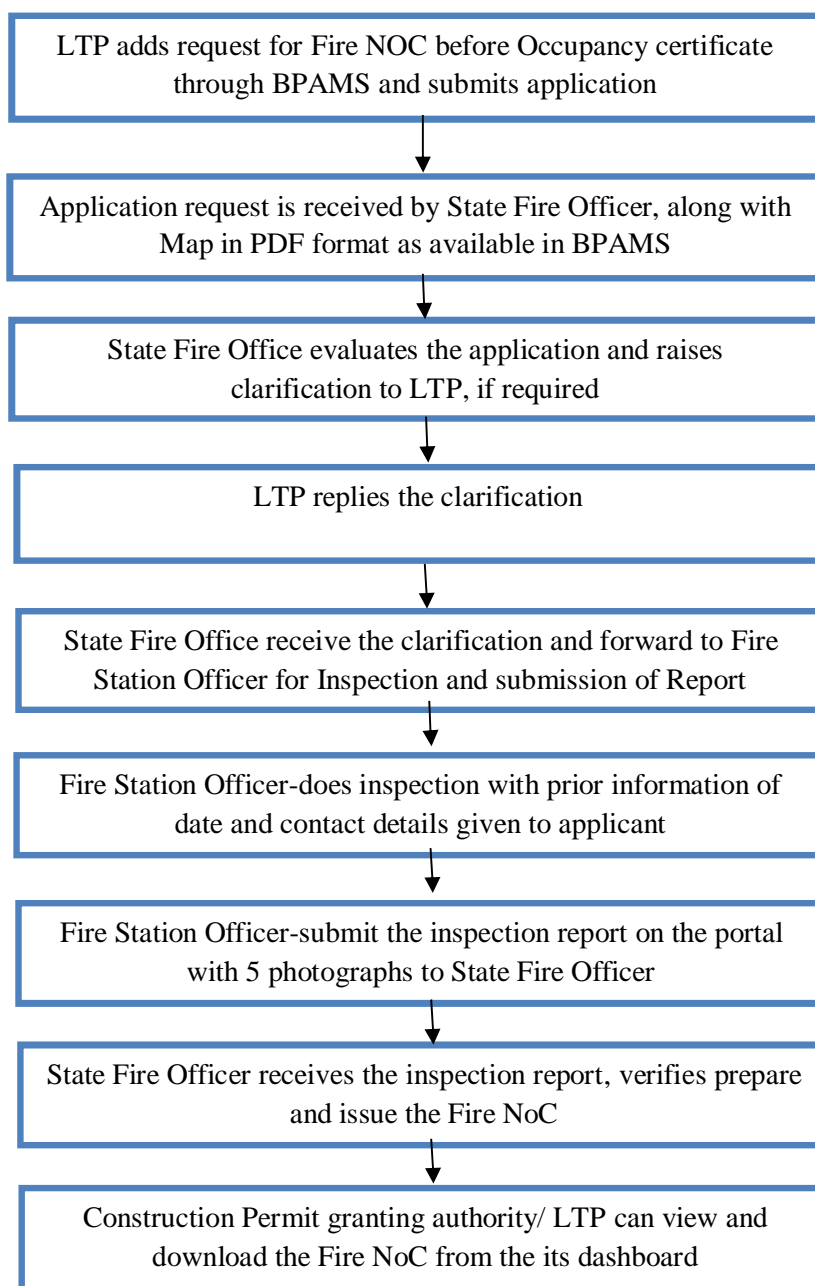 LTP adds request for Fire NOC before Occupancy certificate
through BPAMS and submits application
Application request is received by State Fire Officer, along with
Map in PDF format as available in BPAMS
State Fire Office evaluates the application and raises
clarification to LTP, if required
LTP replies the clarification
State Fire Office receive the clarification and forward to Fire
Station Officer for Inspection and submission of Report
Fire Station Officer-does inspection with prior information of
date and contact details given to applicant
Fire Station Officer-submit the inspection report on the portal
with 5 photographs to State Fire Officer
State Fire Officer receives the inspection report, verifies prepare
and issue the Fire NoC
Construction Permit granting authority/ LTP can view and
download the Fire NoC from the its dashboard